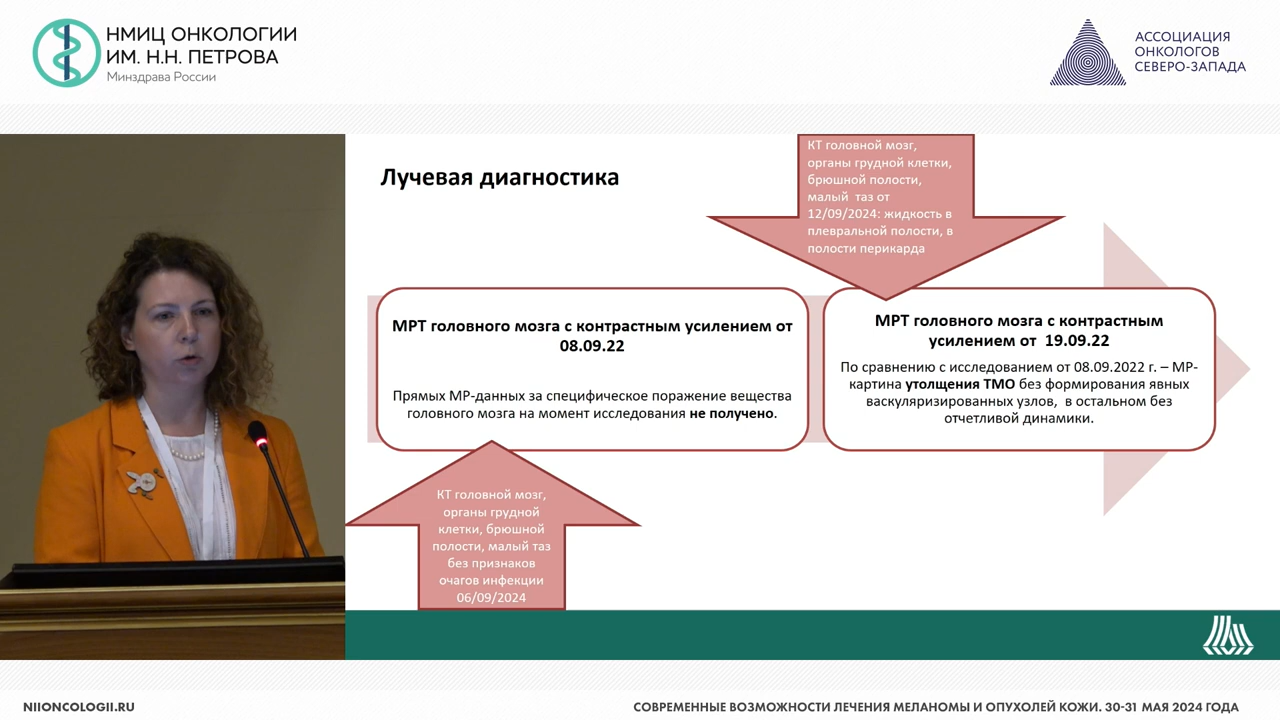 НМИЦ ОНКОЛОГИИ
ИМ. Н.Н. ПЕТРОВА
Минздрава России
АССОЦИАЦИЯ
ОНКОЛОГОВ
СЕВЕРО-ЗАПАДА
Лучевая диагностика
КТ головной мозг,
органы грудной клетки,
брюшной полости,
малый таз от
12/09/2024: жидкость в
плевральной полости, в
полости перикарда
МРТ головного мозга с контрастным усилением от
08.09.22
Прямых МР-данных за специфическое поражение вещества
головного мозга на момент исследования не получено.
МРТ головного мозга с контрастным
усилением от 19.09.22
По сравнению с исследованием от 08.09.2022 г. – МР-
картина утолщения ТМО без формирования явных
васкуляризированных узлов, в остальном без
отчетливой динамики.
КТ головной мозг,
органы грудной
клетки, брюшной
полости, малый таз
без признаков
очагов инфекции
06/09/2024
NIIONCOLOGII.RU
СОВРЕМЕННЫЕ ВОЗМОЖНОСТИ ЛЕЧЕНИЯ МЕЛАНОМЫ И ОПУХОЛЕЙ КОЖИ. 30-31 МАЯ 2024 ГОДА